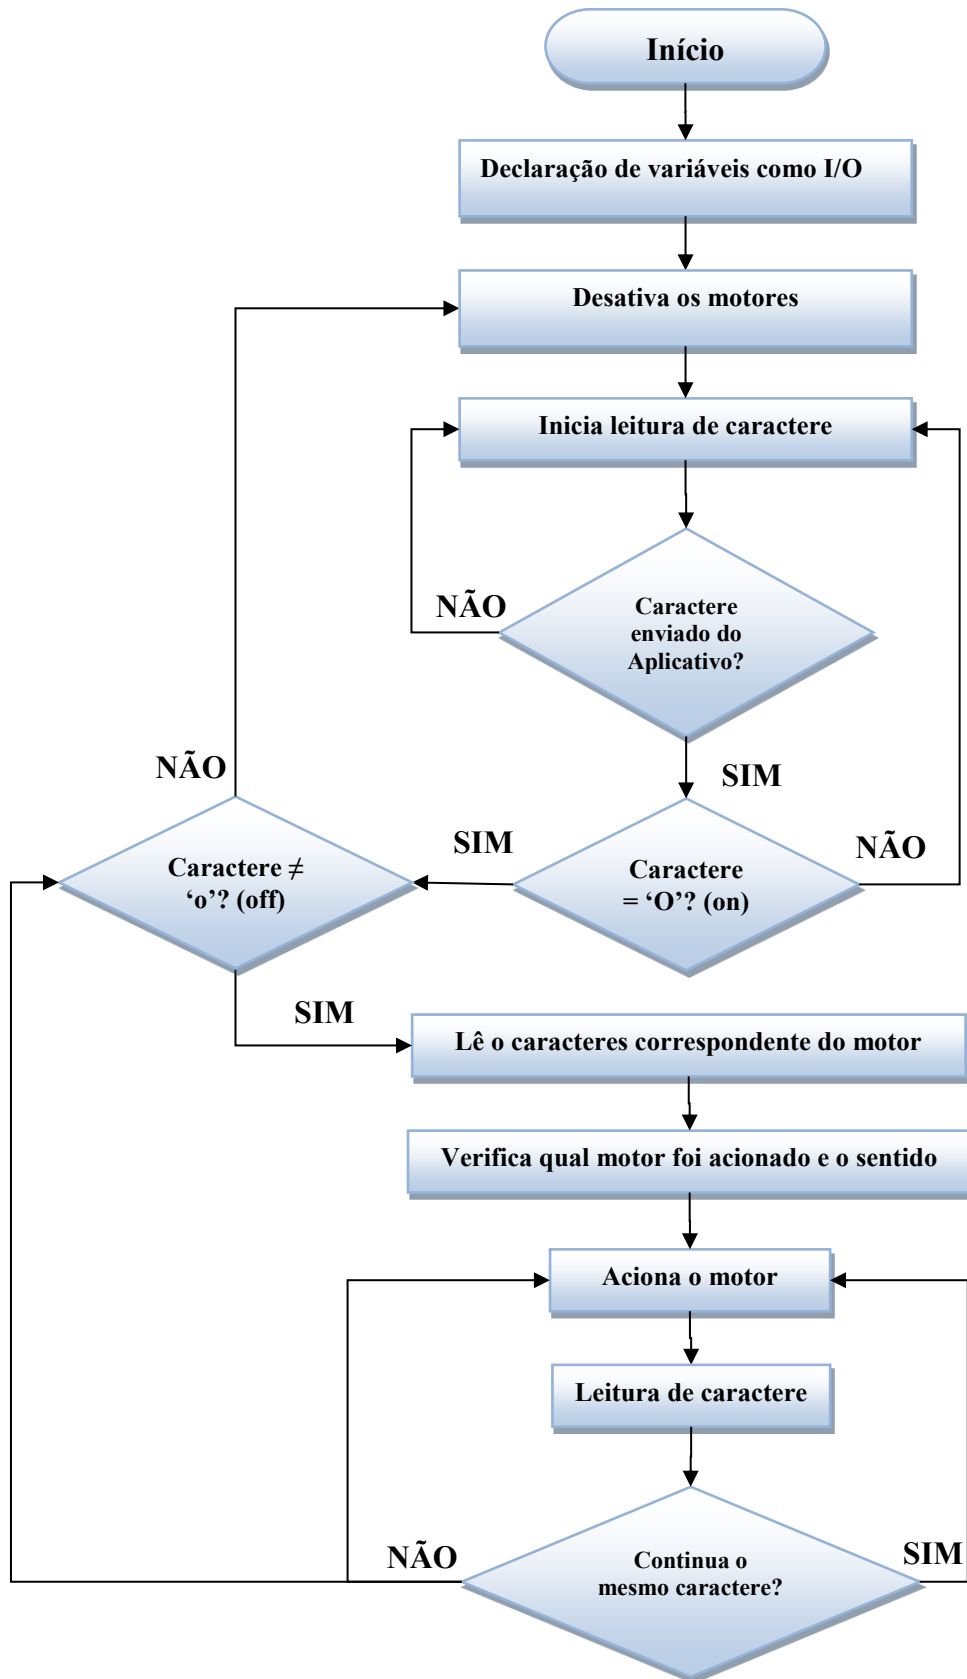 Início
Declaração de variáveis como I/O
Desativa os motores
Inicia leitura de caractere
NÃO
Caractere
enviado do
Aplicativo?
NÃO
SIM
SIM
NÃO
Caractere ≠
‘o’? (off)
Caractere
= ‘O’? (on)
SIM
Lê o caracteres correspondente do motor
Verifica qual motor foi acionado e o sentido
Aciona o motor
Leitura de caractere
NÃO
SIM
Continua o
mesmo caractere?